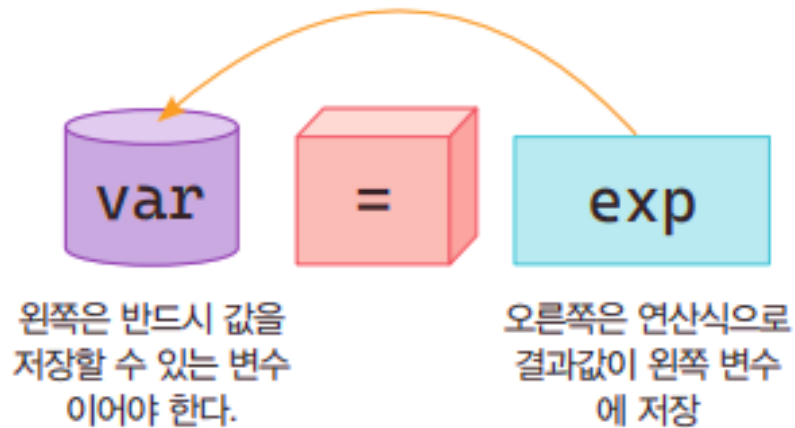 var = exp
왼쪽은 반드시 값을
저장할 수 있는 변수
이어야 한다.
오른쪽은 연산식으로
결과값이 왼쪽 변수
에 저장